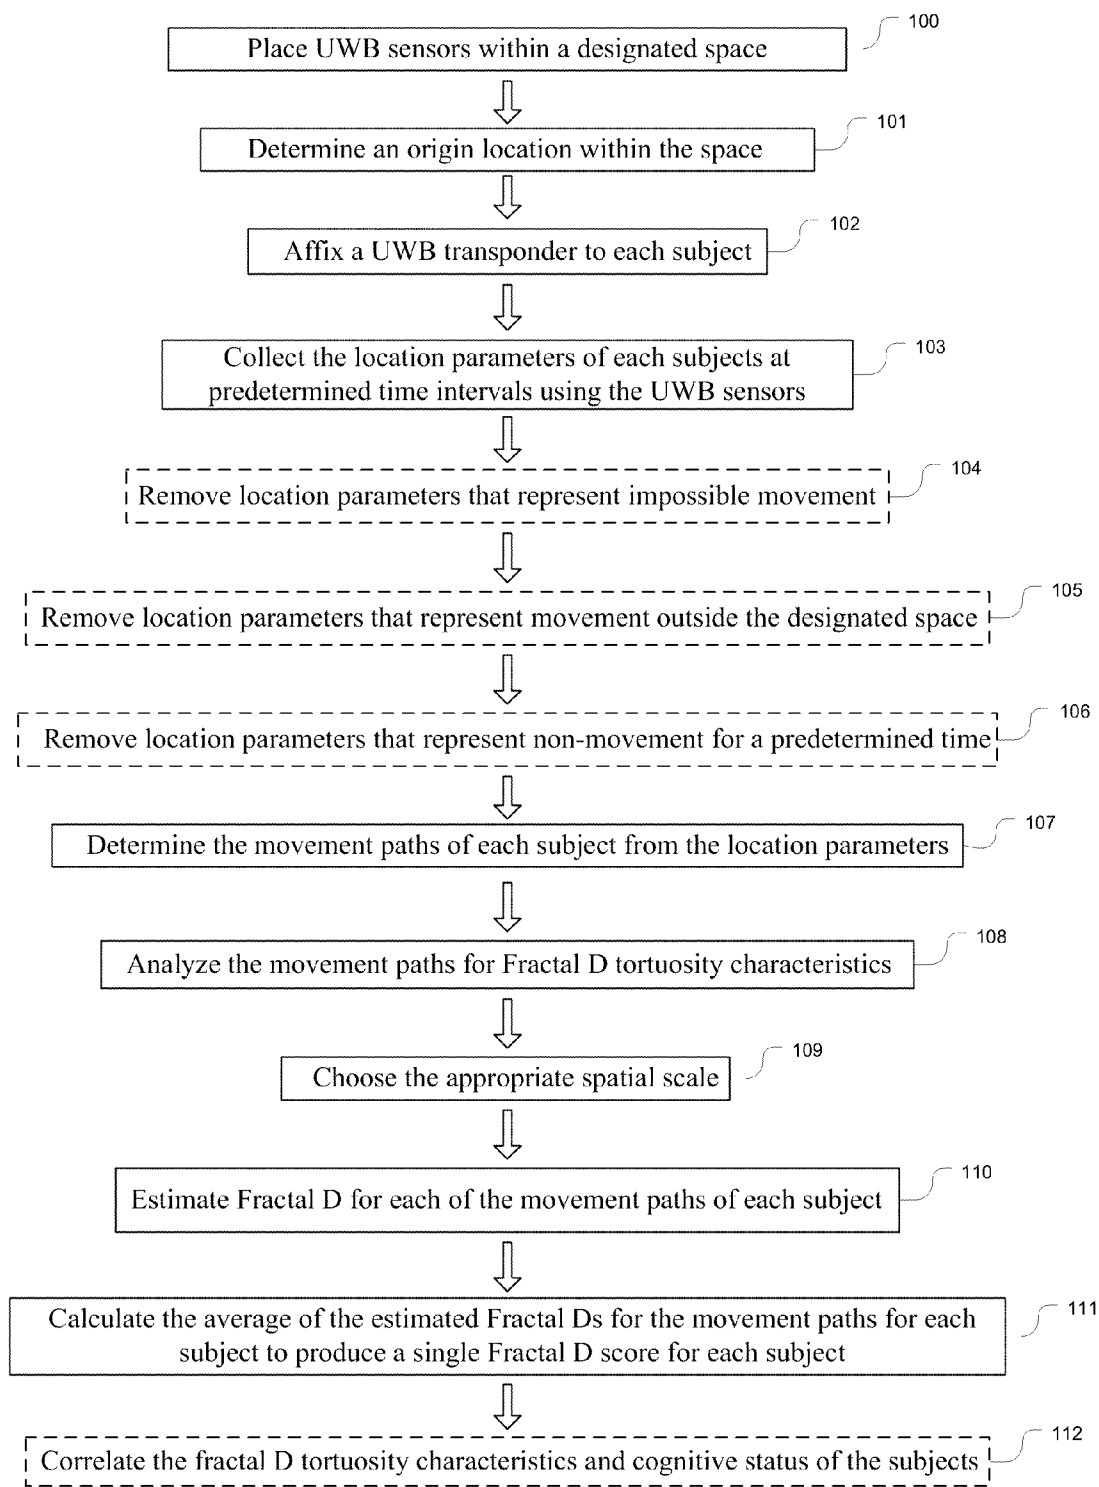 100
Place UWB sensors within a designated space
101
Determine an origin location within the space
102
Affix a UWB transponder to each subject
103
Collect the location parameters of each subjects at
predetermined time intervals using the UWB sensors
104
Remove location parameters that represent impossible movement
105
Remove location parameters that represent movement outside the designated space
106
Remove location parameters that represent non-movement for a predetermined time
107
Determine the movement paths of each subject from the location parameters
108
Analyze the movement paths for Fractal D tortuosity characteristics
109
Choose the appropriate spatial scale
110
Estimate Fractal D for each of the movement paths of each subject
111
Calculate the average of the estimated Fractal Ds for the movement paths for each
subject to produce a single Fractal D score for each subject
112
Correlate the fractal D tortuosity characteristics and cognitive status of the subjects